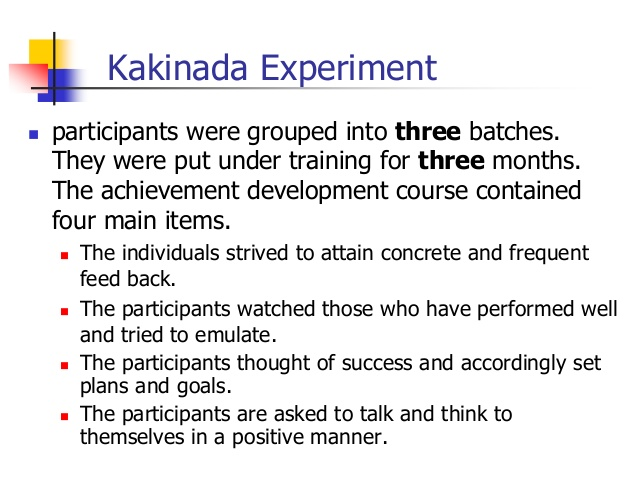 Kakinada Experiment
participants were grouped into three batches.
They were put under training for three months.
The achievement development course contained
four main items.
The individuals strived to attain concrete and frequent
feed back.
The participants watched those who have performed well
and tried to emulate.
The participants thought of success and accordingly set
plans and goals.
The participants are asked to talk and think to
themselves in a positive manner.